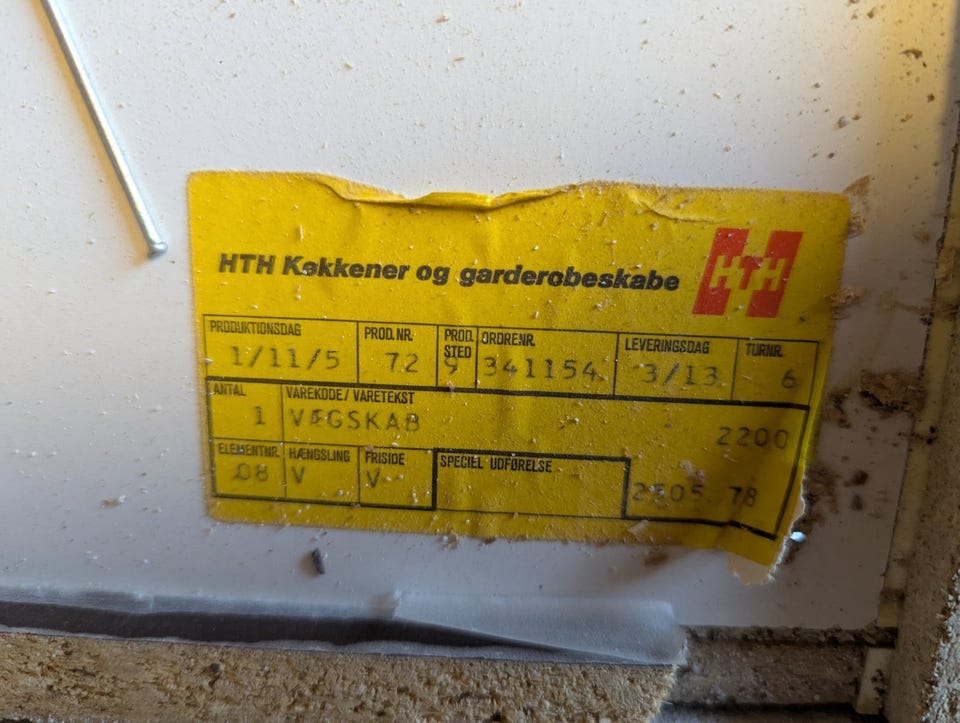 HTH Køkkener og garderobeskabe
HTH
PRODUKTIONSDAG PROD.NR. PROD. STED ORDRENR. LEVERINGSDAG TURNR.
1/11/5 72 9 341154 3/13 6
ANTAL VAREKODE/VARETEKST
1 VÆGSKAB 2200
ELEMENTNR. HÆNGSLING FRISIDE SPECIEL UDFØRELSE
08 V V 78